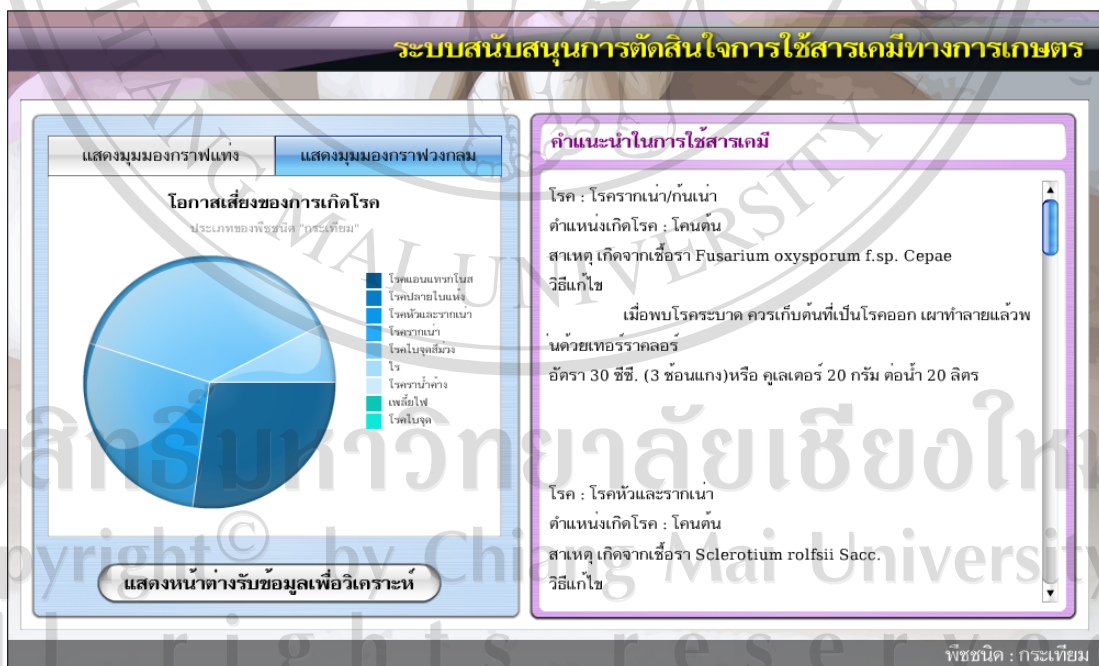 ระบบสนับสนุนการตัดสินใจการใช้สารเคมีทางการเกษตร
แสดงมุมมองกราฟแท่ง
แสดงมุมมองกราฟวงกลม
โอกาสเสี่ยงของการเกิดโรค
ประเภทของพืชชนิด "กระเทียม"
โรคแอนแทรกโนส
โรคปลายใบแห้ง
โรคหัวและรากเน่า
โรครากเน่า
โรคใบจุดสีม่วง
ไร
โรคราน้ำค้าง
เพลี้ยไฟ
โรคใบจุด
แสดงหน้าต่างรับข้อมูลเพื่อวิเคราะห์
คำแนะนำในการใช้สารเคมี
โรค : โรครากเน่า/ก้นเน่า
ตำแหน่งเกิดโรค : โคนต้น
สาเหตุ เกิดจากเชื้อรา Fusarium oxysporum f.sp. Cepae
วิธีแก้ไข
เมื่อพบโรคระบาด ควรเก็บต้นที่เป็นโรคออก เผาทำลายแล้วพ
่นด้วยเทอร์ราคลอร์
อัตรา 30 ซีซี. (3 ช้อนแกง)หรือ คูเลเตอร์ 20 กรัม ต่อน้ำ 20 ลิตร
โรค : โรคหัวและรากเน่า
ตำแหน่งเกิดโรค : โคนต้น
สาเหตุ เกิดจากเชื้อรา Sclerotium rolfsii Sacc.
วิธีแก้ไข
พืชชนิด : กระเทียม
ANG MAI UNIVERSITY
สิทธิ์มหาวิทยาลัยเชียงให
pyright© by Chiang Mai University
l rights reserve